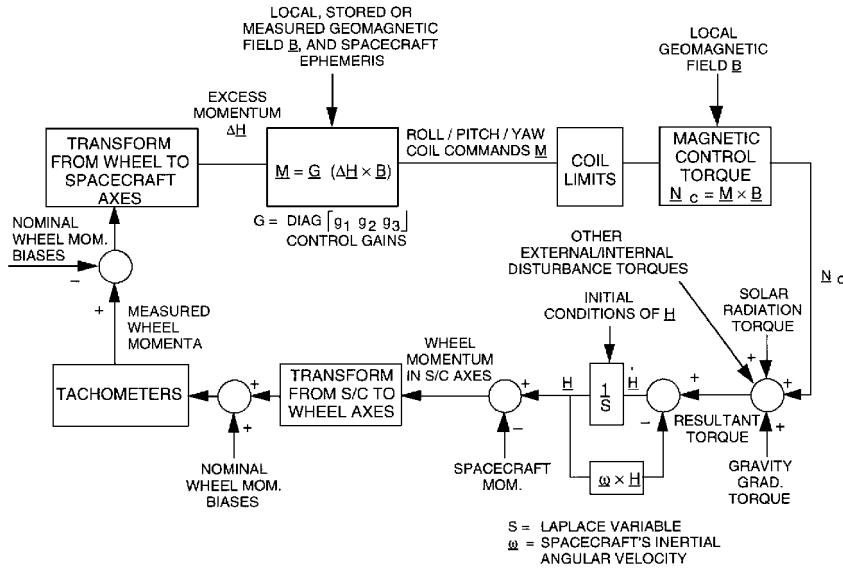 LOCAL, STORED OR
MEASURED GEOMAGNETIC
FIELD B, AND SPACECRAFT
EPHEMERIS
LOCAL
GEOMAGNETIC
FIELD B
EXCESS
MOMENTUM
ΔH
TRANSFORM
FROM WHEEL TO
SPACECRAFT
AXES
M = G (ΔH × B)
ROLL / PITCH / YAW
COIL COMMANDS M
COIL
LIMITS
MAGNETIC
CONTROL
TORQUE
N c = M × B
G = DIAG ⌈g1 g2 g3⌋
CONTROL GAINS
NOMINAL
WHEEL MOM.
BIASES
−
+
MEASURED
WHEEL
MOMENTA
OTHER
EXTERNAL/INTERNAL
DISTURBANCE TORQUES
N c
SOLAR
RADIATION
TORQUE
INITIAL
CONDITIONS OF H
WHEEL
MOMENTUM
IN S/C AXES
TACHOMETERS
+
+
TRANSFORM
FROM S/C TO
WHEEL AXES
+
−
H
1
S
Ḣ
+
−
+
+
+
+
RESULTANT
TORQUE
NOMINAL
WHEEL MOM.
BIASES
SPACECRAFT
MOM.
ω × H
GRAVITY
GRAD.
TORQUE
S = LAPLACE VARIABLE
ω = SPACECRAFT'S INERTIAL
ANGULAR VELOCITY